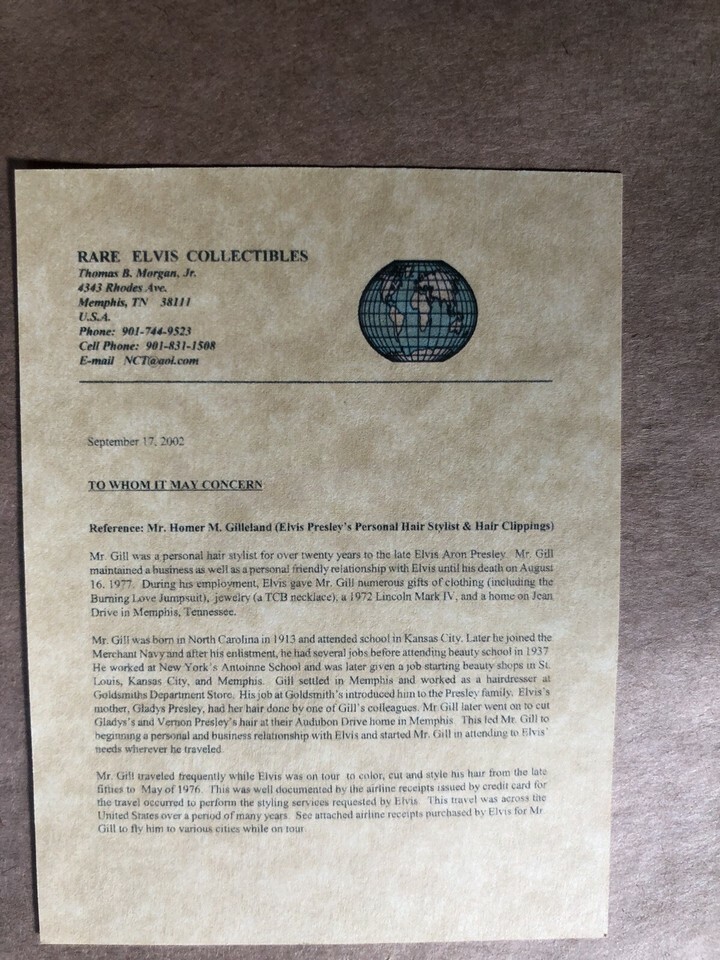 RARE ELVIS COLLECTIBLES
Thomas B. Morgan, Jr.
4343 Rhodes Ave.
Memphis, TN 38111
U.S.A.
Phone: 901-744-9523
Cell Phone: 901-831-1508
E-mail NCT@aol.com
September 17, 2002
TO WHOM IT MAY CONCERN
Reference: Mr. Homer M. Gilleland (Elvis Presley's Personal Hair Stylist & Hair Clippings)
Mr. Gill was a personal hair stylist for over twenty years to the late Elvis Aron Presley. Mr. Gill
maintained a business as well as a personal friendly relationship with Elvis until his death on August
16, 1977. During his employment, Elvis gave Mr. Gill numerous gifts of clothing (including the
Burning Love Jumpsuit), jewelry (a TCB necklace), a 1972 Lincoln Mark IV, and a home on Jean
Drive in Memphis, Tennessee.
Mr. Gill was born in North Carolina in 1913 and attended school in Kansas City. Later he joined the
Merchant Navy and after his enlistment, he had several jobs before attending beauty school in 1937
He worked at New York's Antoinne School and was later given a job starting beauty shops in St.
Louis, Kansas City, and Memphis. Gill settled in Memphis and worked as a hairdresser at
Goldsmiths Department Store. His job at Goldsmith's introduced him to the Presley family. Elvis's
mother, Gladys Presley, had her hair done by one of Gill's colleagues. Mr Gill later went on to cut
Gladys's and Vernon Presley's hair at their Audubon Drive home in Memphis. This led Mr. Gill to
beginning a personal and business relationship with Elvis and started Mr. Gill in attending to Elvis'
needs wherever he traveled.
Mr. Gill traveled frequently while Elvis was on tour to color, cut and style his hair from the late
fifties to May of 1976. This was well documented by the airline receipts issued by credit card for
the travel occurred to perform the styling services requested by Elvis. This travel was across the
United States over a period of many years. See attached airline receipts purchased by Elvis for Mr.
Gill to fly him to various cities while on tour.